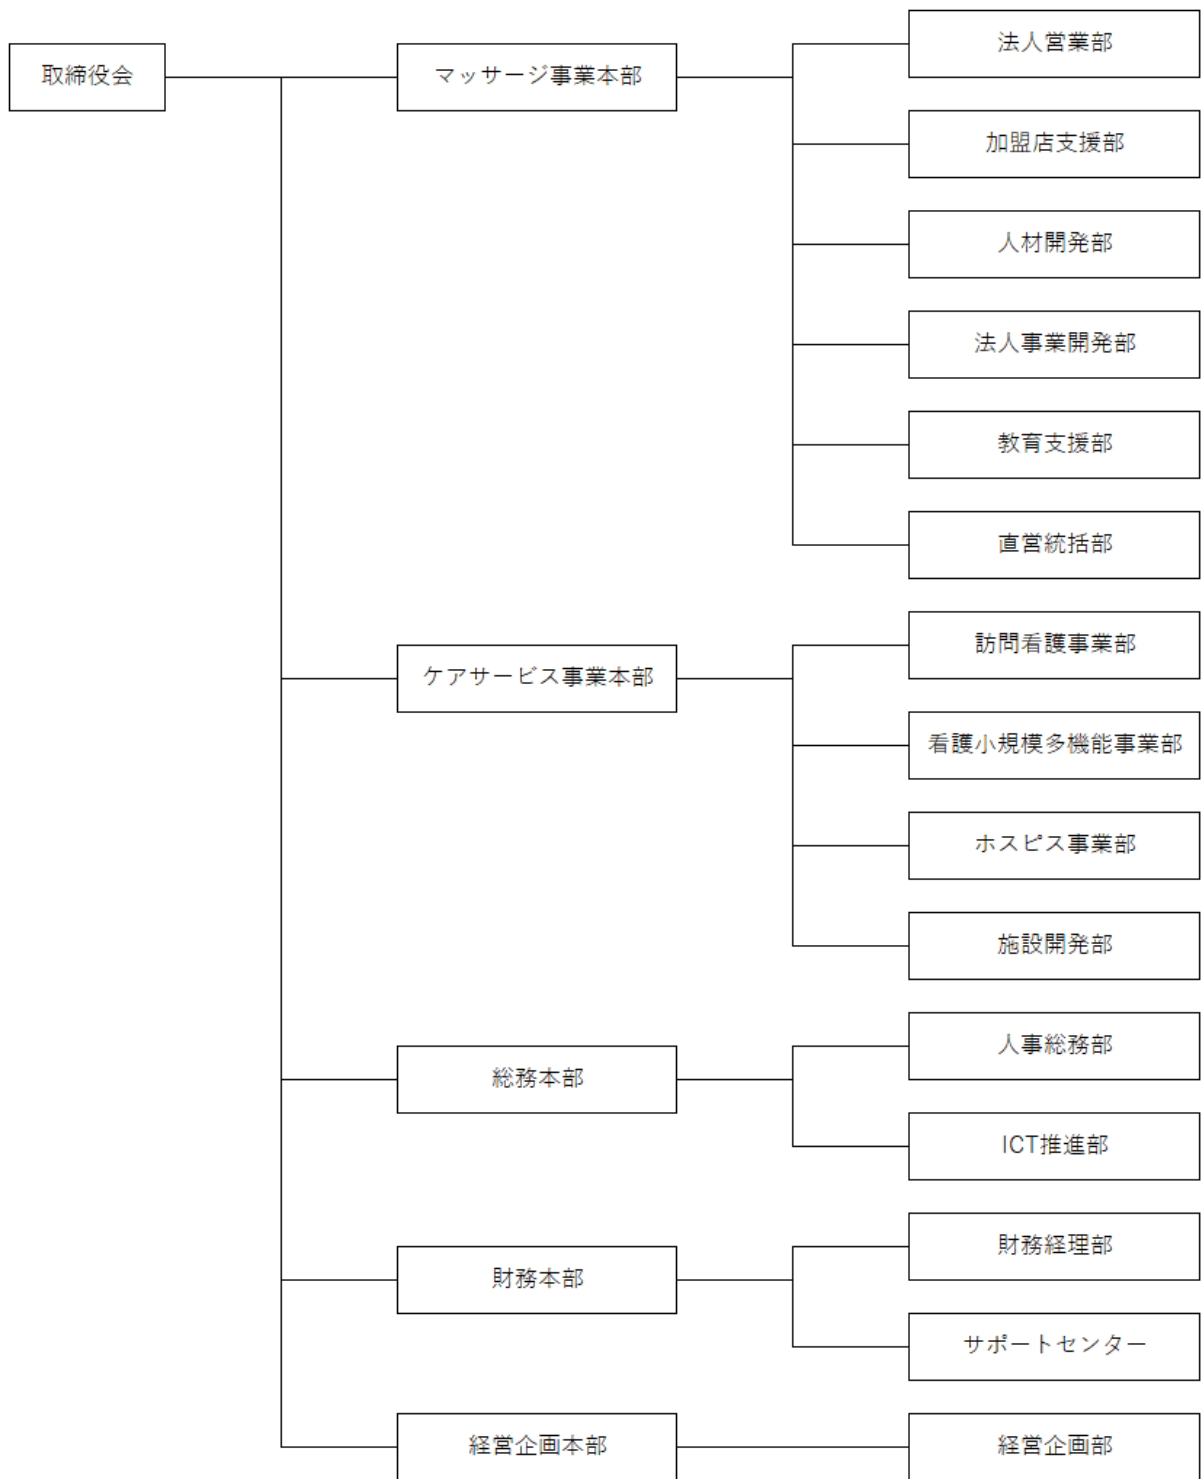 取締役会
マッサージ事業本部
法人営業部
加盟店支援部
人材開発部
法人事業開発部
教育支援部
直営統括部
ケアサービス事業本部
訪問看護事業部
看護小規模多機能事業部
ホスピス事業部
施設開発部
総務本部
人事総務部
ICT推進部
財務本部
財務経理部
サポートセンター
経営企画本部
経営企画部